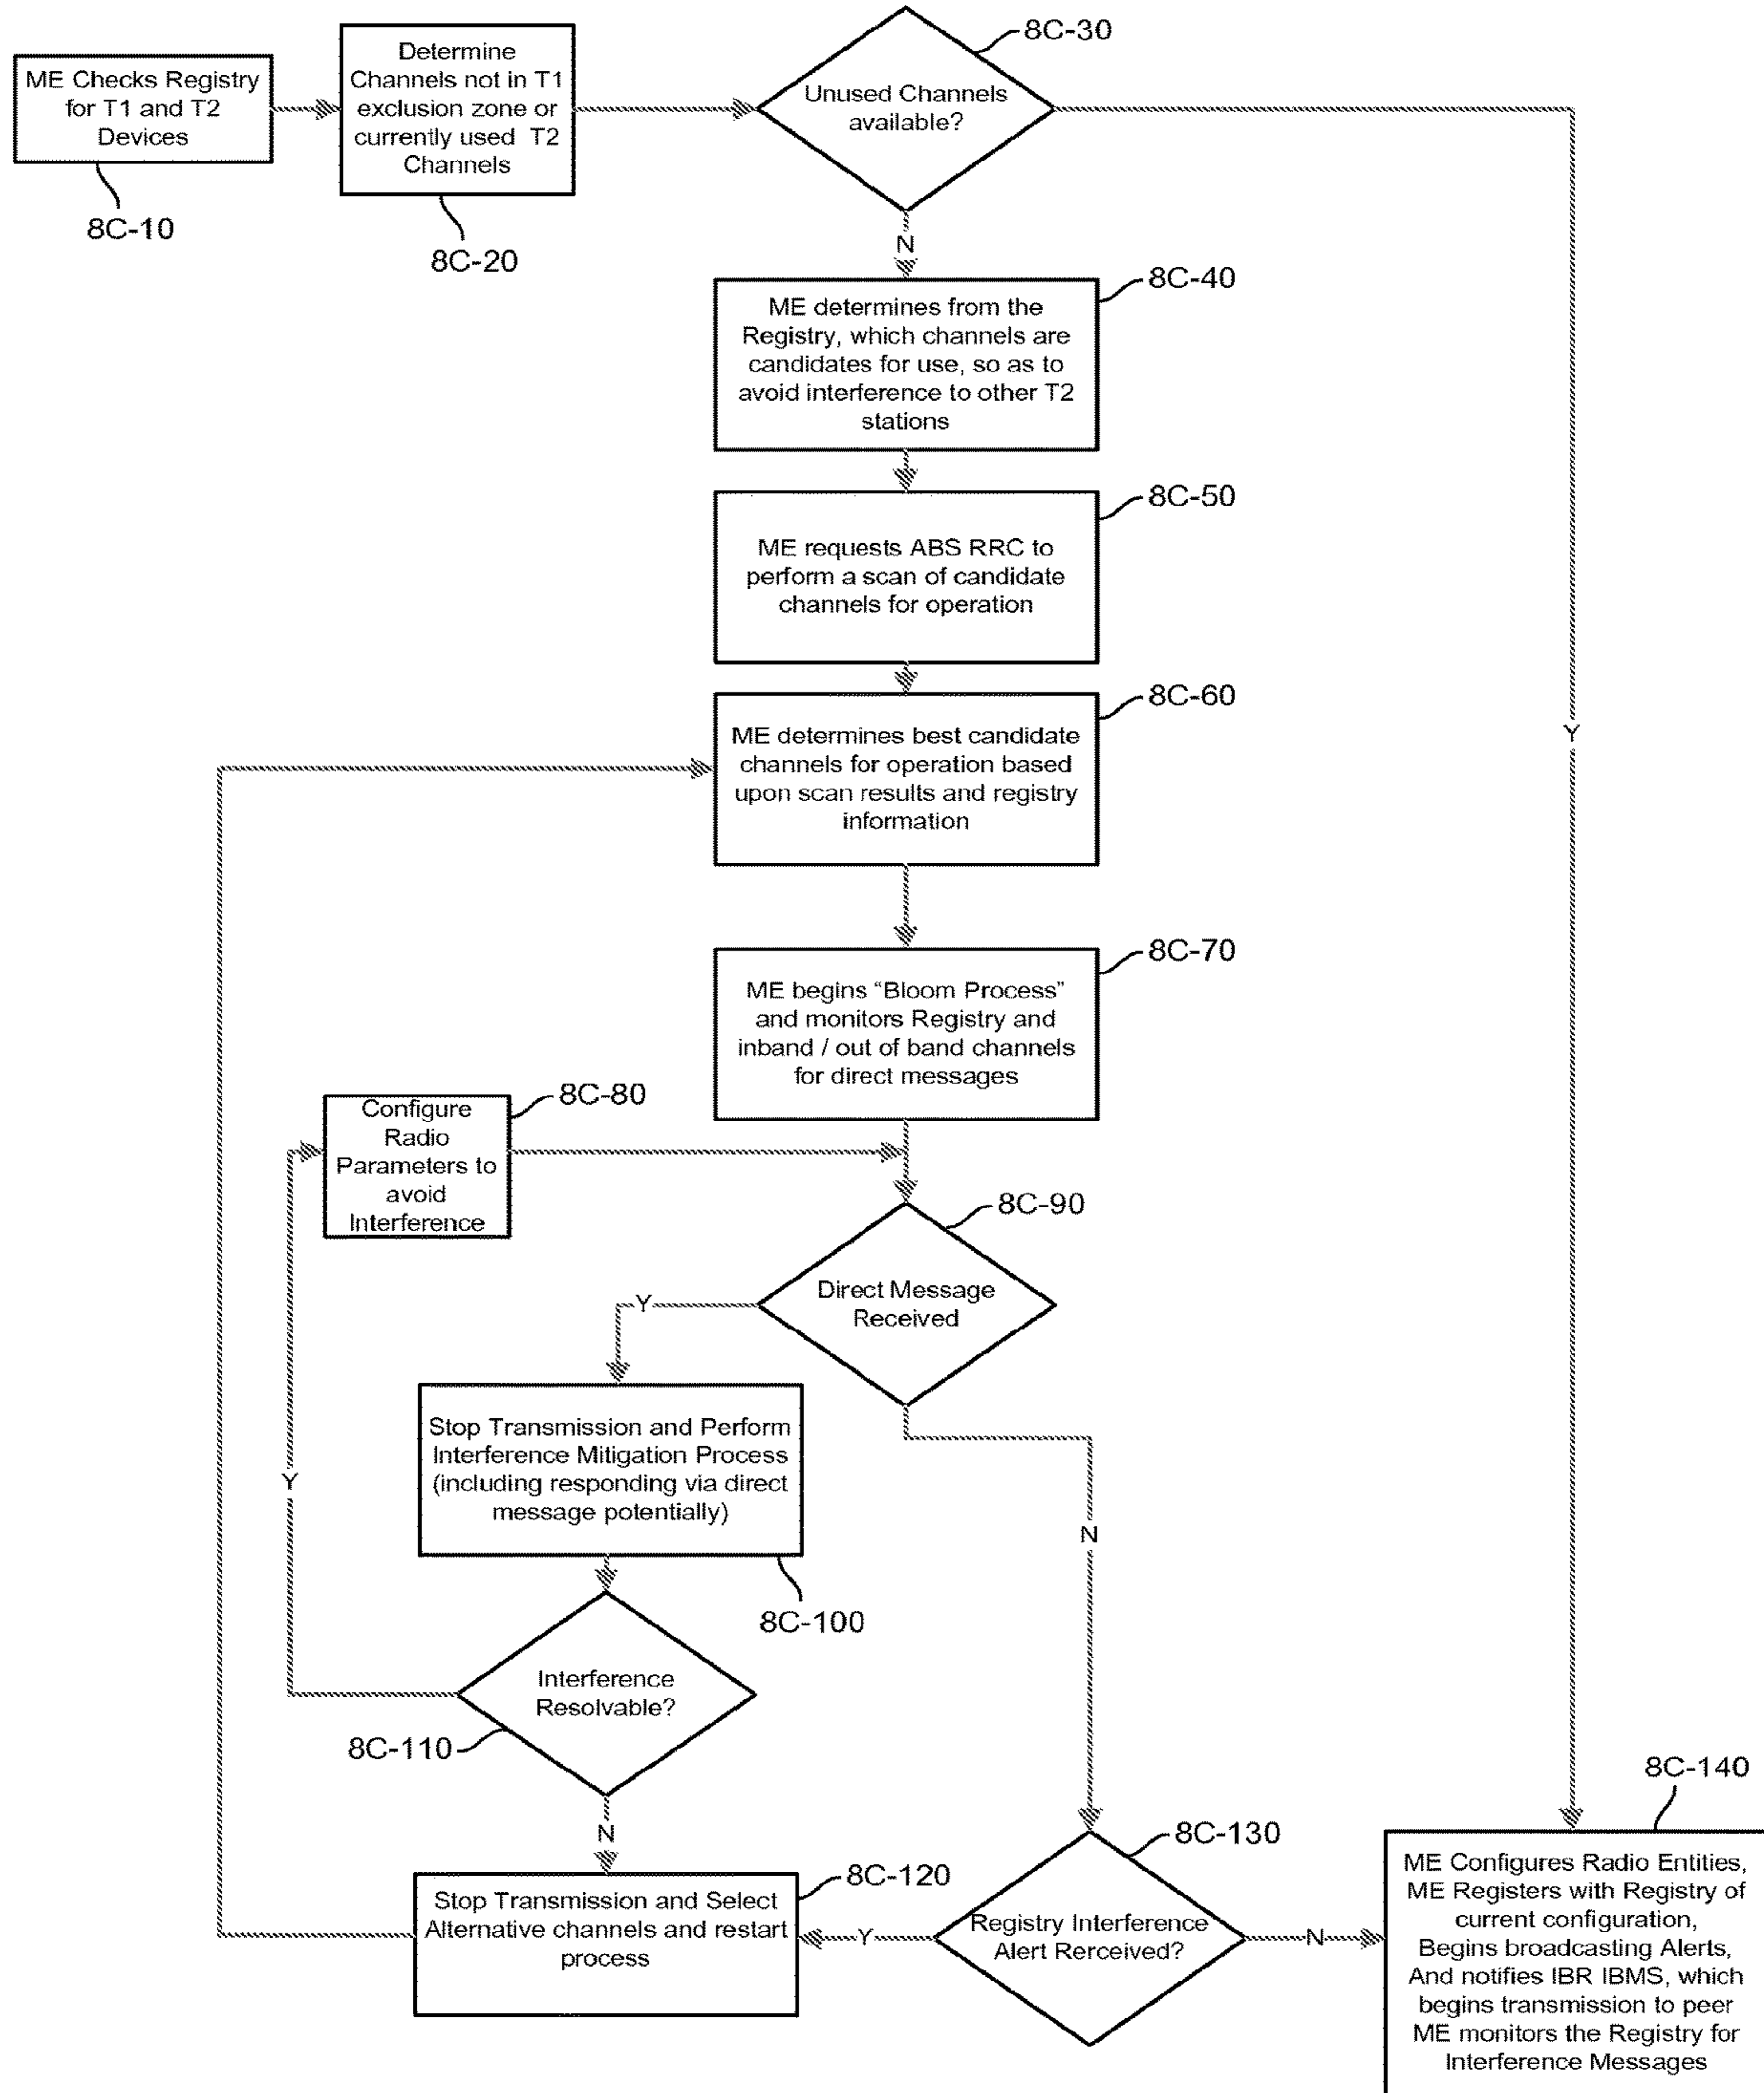 ME Checks Registry
for T1 and T2
Devices
8C-10
Determine
Channels not in T1
exclusion zone or
currently used T2
Channels
8C-20
Unused Channels
available?
8C-30
N
Y
ME determines from the
Registry, which channels are
candidates for use, so as to
avoid interference to other T2
stations
8C-40
ME requests ABS RRC to
perform a scan of candidate
channels for operation
8C-50
ME determines best candidate
channels for operation based
upon scan results and registry
information
8C-60
ME begins “Bloom Process”
and monitors Registry and
inband / out of band channels
for direct messages
8C-70
Configure
Radio
Parameters to
avoid
Interference
8C-80
Direct Message
Received
8C-90
Y
N
Stop Transmission and Perform
Interference Mitigation Process
(including responding via direct
message potentially)
8C-100
Interference
Resolvable?
8C-110
Y
N
Stop Transmission and Select
Alternative channels and restart
process
8C-120
Registry Interference
Alert Rerceived?
8C-130
Y
N
ME Configures Radio Entities,
ME Registers with Registry of
current configuration,
Begins broadcasting Alerts,
And notifies IBR IBMS, which
begins transmission to peer
ME monitors the Registry for
Interference Messages
8C-140